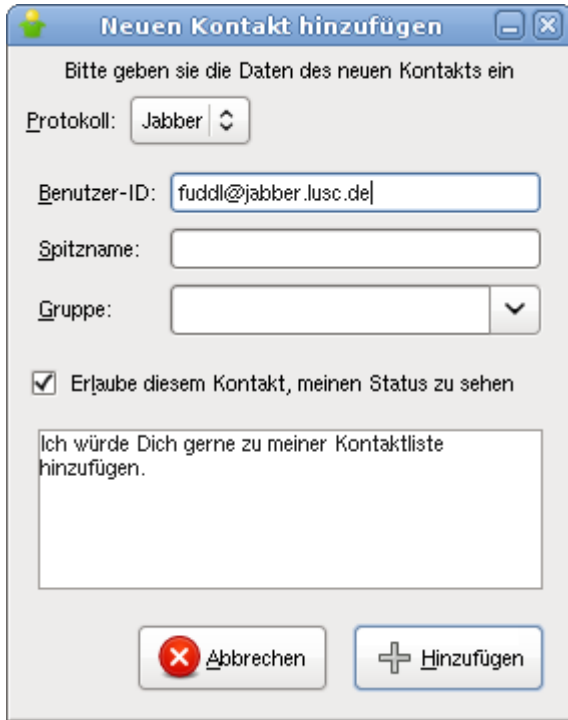 Neuen Kontakt hinzufügen
Bitte geben sie die Daten des neuen Kontakts ein
Protokoll: Jabber
Benutzer-ID: fuddl@jabber.lusc.de
Spitzname:
Gruppe:
Erlaube diesem Kontakt, meinen Status zu sehen
Ich würde Dich gerne zu meiner Kontaktliste
hinzufügen.
Abbrechen Hinzufügen